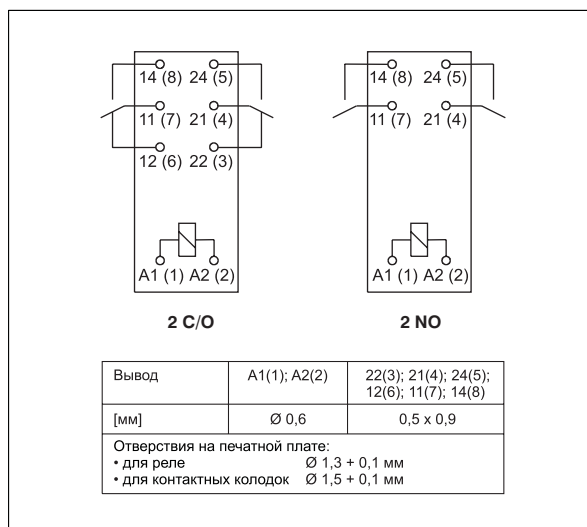 14 (8) 24 (5) 14 (8) 24 (5)
11 (7) 21 (4) 11 (7) 21 (4)
12 (6) 22 (3)
A1 (1) A2 (2) A1 (1) A2 (2)
2 C/O 2 NO
Вывод A1(1); A2(2) 22(3); 21(4); 24(5);
12(6); 11(7); 14(8)
[мм] Ø 0,6 0,5 x 0,9
Отверстия на печатной плате:
• для реле Ø 1,3 + 0,1 мм
• для контактных колодок Ø 1,5 + 0,1 мм